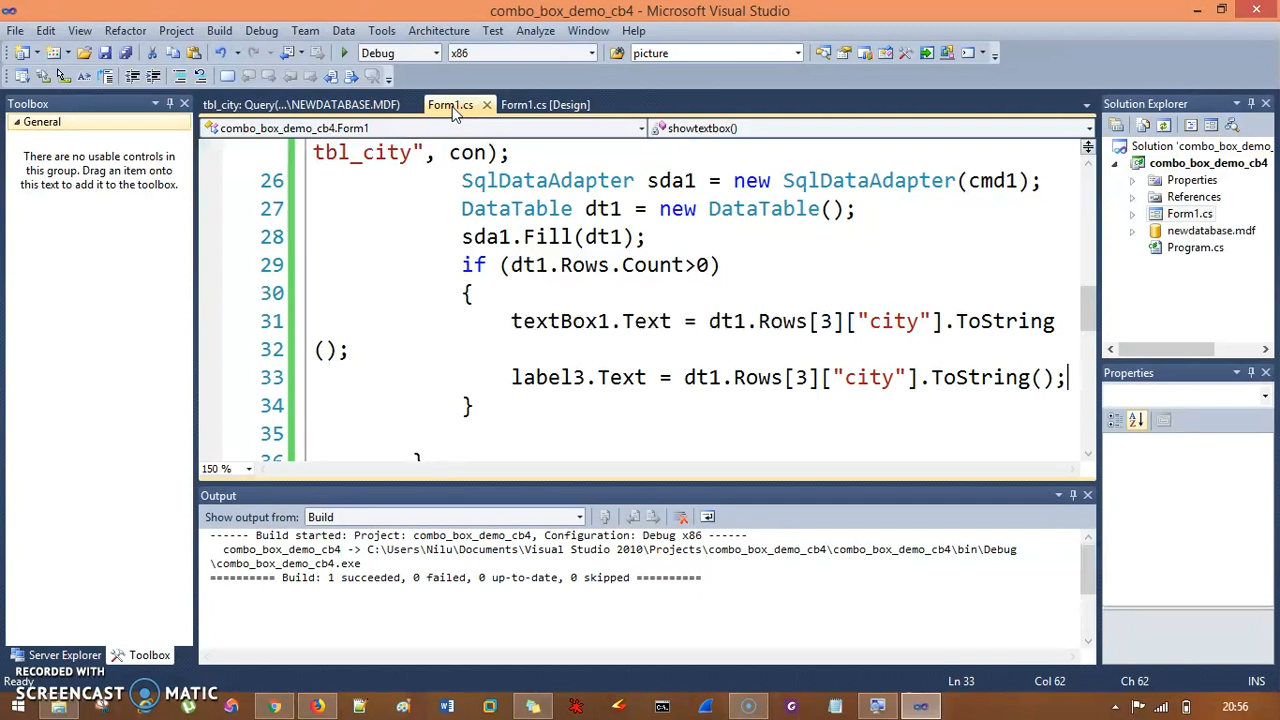 combo_box_demo_cb4 - Microsoft Visual Studio
File Edit View Refactor Project Build Debug Team Data Tools Architecture Test Analyze Window Help
Debug x86 picture
Toolbox
General
There are no usable controls in
this group. Drag an item onto
this text to add it to the toolbox.
Server Explorer Toolbox
tbl_city: Query(...\NEWDATABASE.MDF) Form1.cs Form1.cs [Design]
combo_box_demo_cb4.Form1 showtextbox()
tbl_city", con);
26 SqlDataAdapter sda1 = new SqlDataAdapter(cmd1);
27 DataTable dt1 = new DataTable();
28 sda1.Fill(dt1);
29 if (dt1.Rows.Count>0)
30 {
31 textBox1.Text = dt1.Rows[3]["city"].ToString
32 ();
33 label3.Text = dt1.Rows[3]["city"].ToString();
34 }
35
36 }
150 %
Output
Show output from: Build
------ Build started: Project: combo_box_demo_cb4, Configuration: Debug x86 ------
combo_box_demo_cb4 -> C:\Users\Nilu\Documents\Visual Studio 2010\Projects\combo_box_demo_cb4\combo_box_demo_cb4\bin\Debug
\combo_box_demo_cb4.exe
========== Build: 1 succeeded, 0 failed, 0 up-to-date, 0 skipped ==========
Solution Explorer
Solution 'combo_box_demo_
combo_box_demo_cb4
Properties
References
Form1.cs
newdatabase.mdf
Program.cs
Properties
Ready Ln 33 Col 62 Ch 62 INS
RECORDED WITH
SCREENCAST MATIC
20:56